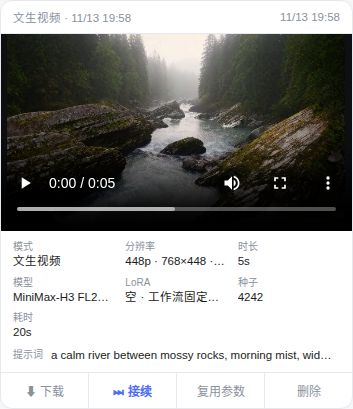 文生视频 · 11/13 19:58
11/13 19:58
0:00 / 0:05
模式
分辨率
时长
文生视频
448p · 768×448 ·…
5s
模型
LoRA
种子
MiniMax-H3 FL2…
空 · 工作流固定…
4242
耗时
20s
提示词 a calm river between mossy rocks, morning mist, wid…
下载
接续
复用参数
删除